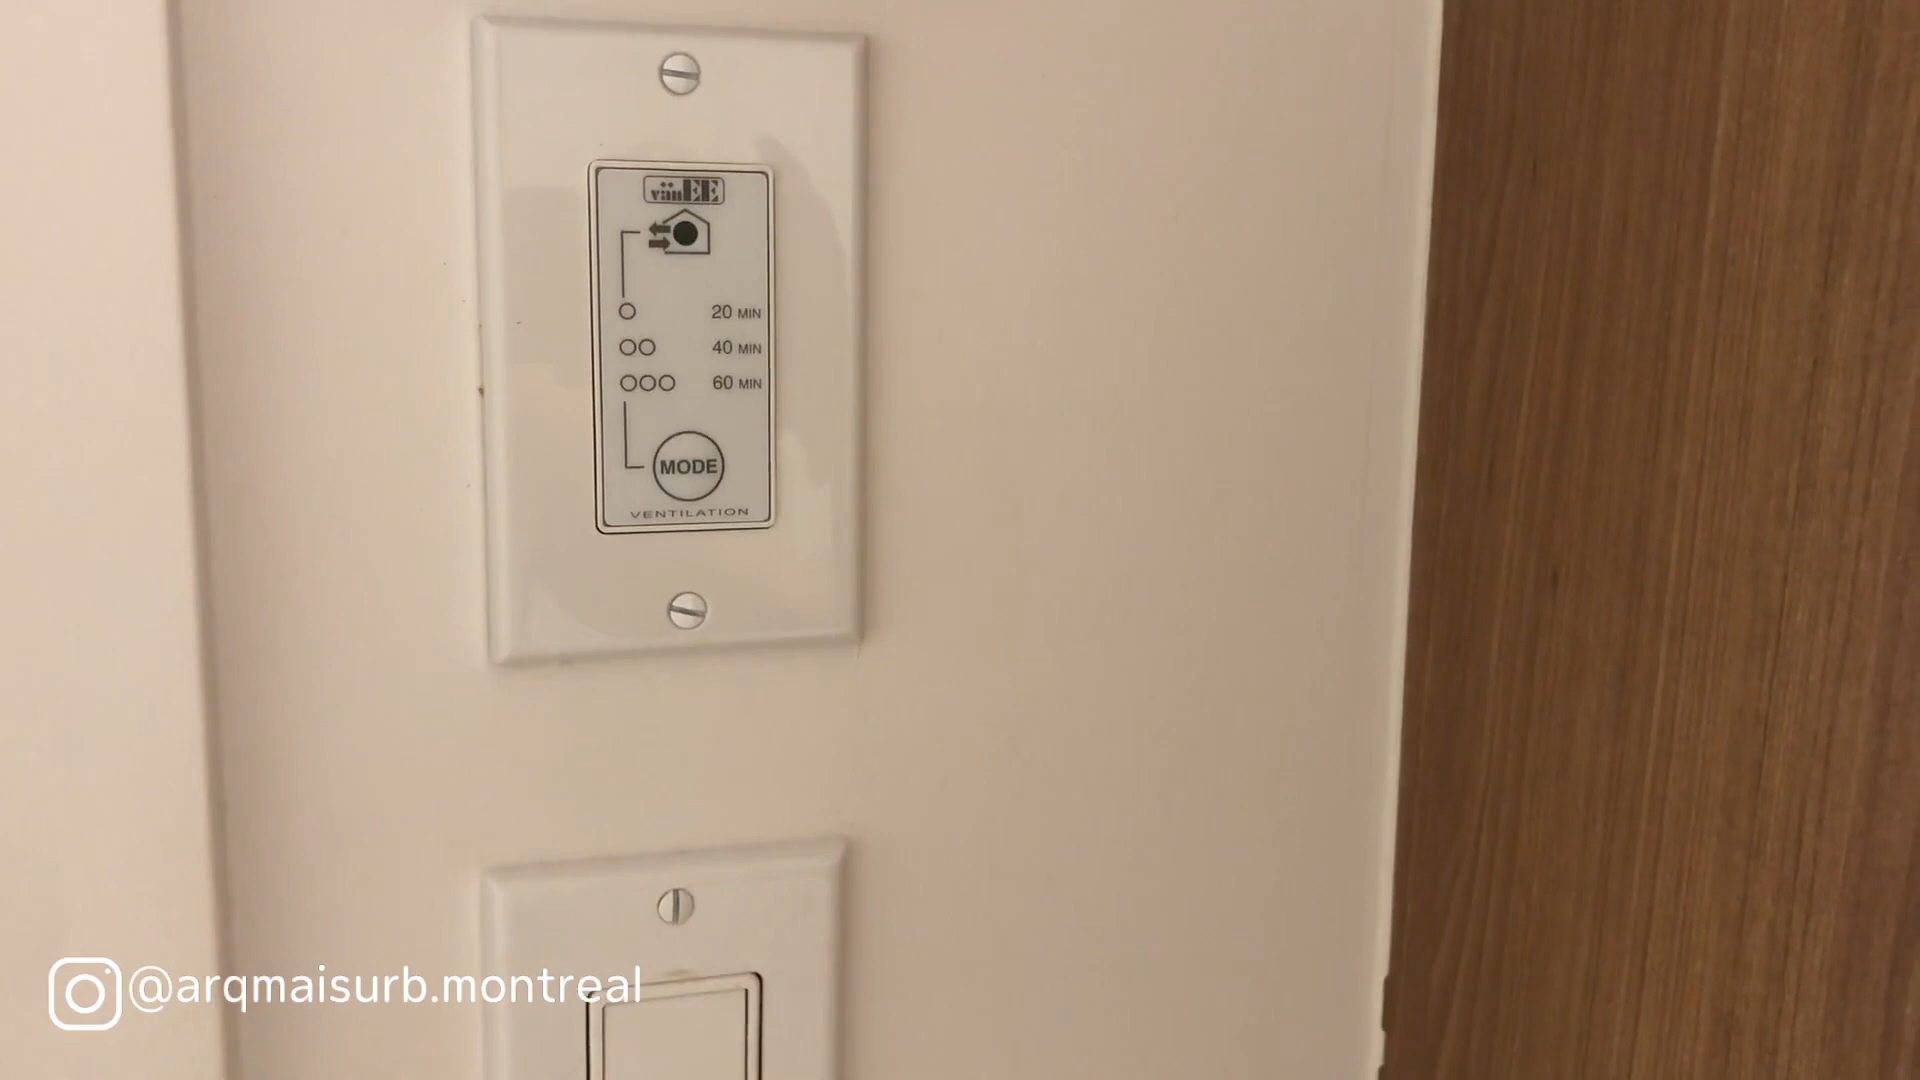 vänEE
20 MIN
40 MIN
60 MIN
MODE
VENTILATION
@arqmaisurb.montreal